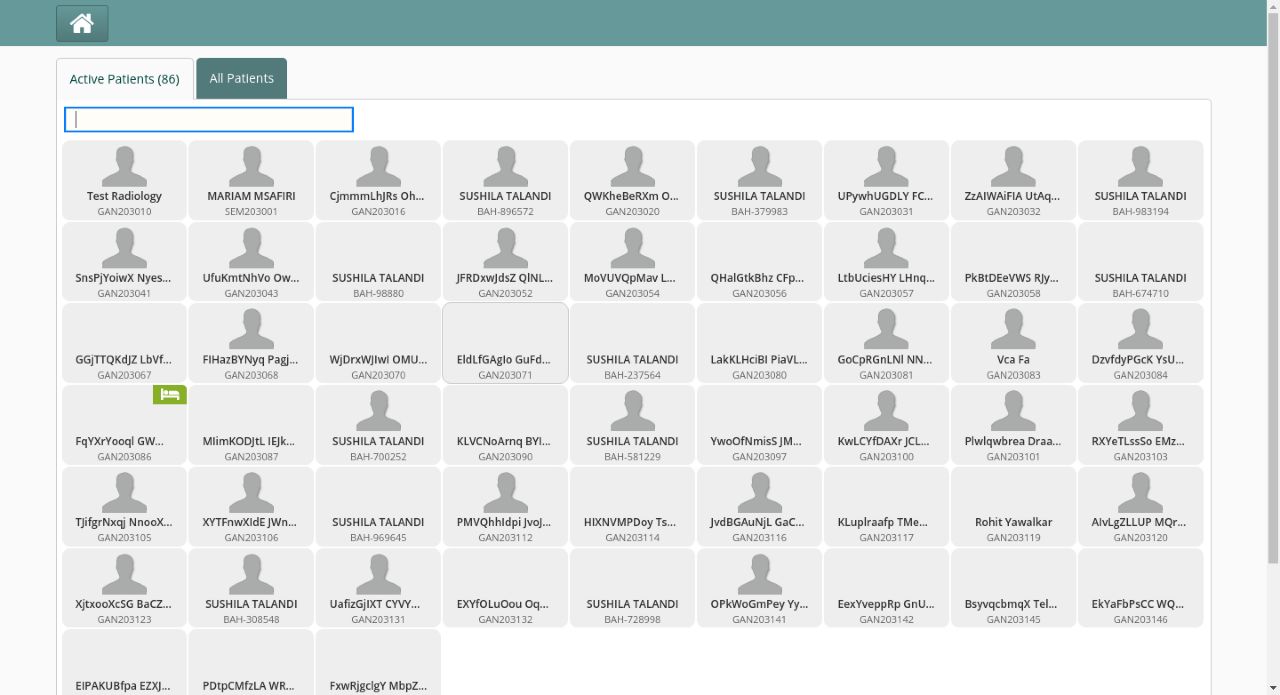 Active Patients (86)
All Patients
Test Radiology
GAN203010
MARIAM MSAFIRI
SEM203001
CjmmmLhJRs Oh...
GAN203016
SUSHILA TALANDI
BAH-896572
QWKheBeRXm O...
GAN203020
SUSHILA TALANDI
BAH-379983
UPywhUGDLY FC...
GAN203031
ZzAIWAiFIA UtAq...
GAN203032
SUSHILA TALANDI
BAH-983194
SnsPjYoiwX Nyes...
GAN203041
UfuKmtNhVo Ow...
GAN203043
SUSHILA TALANDI
BAH-98880
JFRDxwJdsZ QlNL...
GAN203052
MoVUVQpMav L...
GAN203054
QHalGtkBhz CFp...
GAN203056
LtbUciesHY LHnq...
GAN203057
PkBtDEeVWS RJy...
GAN203058
SUSHILA TALANDI
BAH-674710
GGjTTQKdJZ LbVf...
GAN203067
FIHazBYNyq Pagj...
GAN203068
WjDrxWJIwI OMU...
GAN203070
EldLfGAgIo GuFd...
GAN203071
SUSHILA TALANDI
BAH-237564
LakKLHciBI PiaVL...
GAN203080
GoCpRGnLNl NN...
GAN203081
Vca Fa
GAN203083
DzvfdyPGcK YsU...
GAN203084
FqYXrYooql GW...
GAN203086
MIimKODJtL IEJk...
GAN203087
SUSHILA TALANDI
BAH-700252
KLVCNoArnq BYI...
GAN203090
SUSHILA TALANDI
BAH-581229
YwoOfNmisS JM...
GAN203097
KwLCYfDAXr JCL...
GAN203100
Plwlqwbrea Draa...
GAN203101
RXYeTLssSo EMz...
GAN203103
TJifgrNxqj NnooX...
GAN203105
XYTFnwXIdE JWn...
GAN203106
SUSHILA TALANDI
BAH-969645
PMVQhhIdpi JvoJ...
GAN203112
HIXNVMPDoy Ts...
GAN203114
JvdBGAuNjL GaC...
GAN203116
KLuplraafp TMe...
GAN203117
Rohit Yawalkar
GAN203119
AIvLgZLLUP MQr...
GAN203120
XjtxooXcSG BaCZ...
GAN203123
SUSHILA TALANDI
BAH-308548
UafizGjIXT CYVY...
GAN203131
EXYfOLuOou Oq...
GAN203132
SUSHILA TALANDI
BAH-728998
OPkWoGmPey Yy...
GAN203141
EexYveppRp GnU...
GAN203142
BsyvqcbmqX Tel...
GAN203145
EkYaFbPsCC WQ...
GAN203146
EIPAKUBfpa EZXJ...
PDtpCMfzLA WR...
FxwRjgclgY MbpZ...